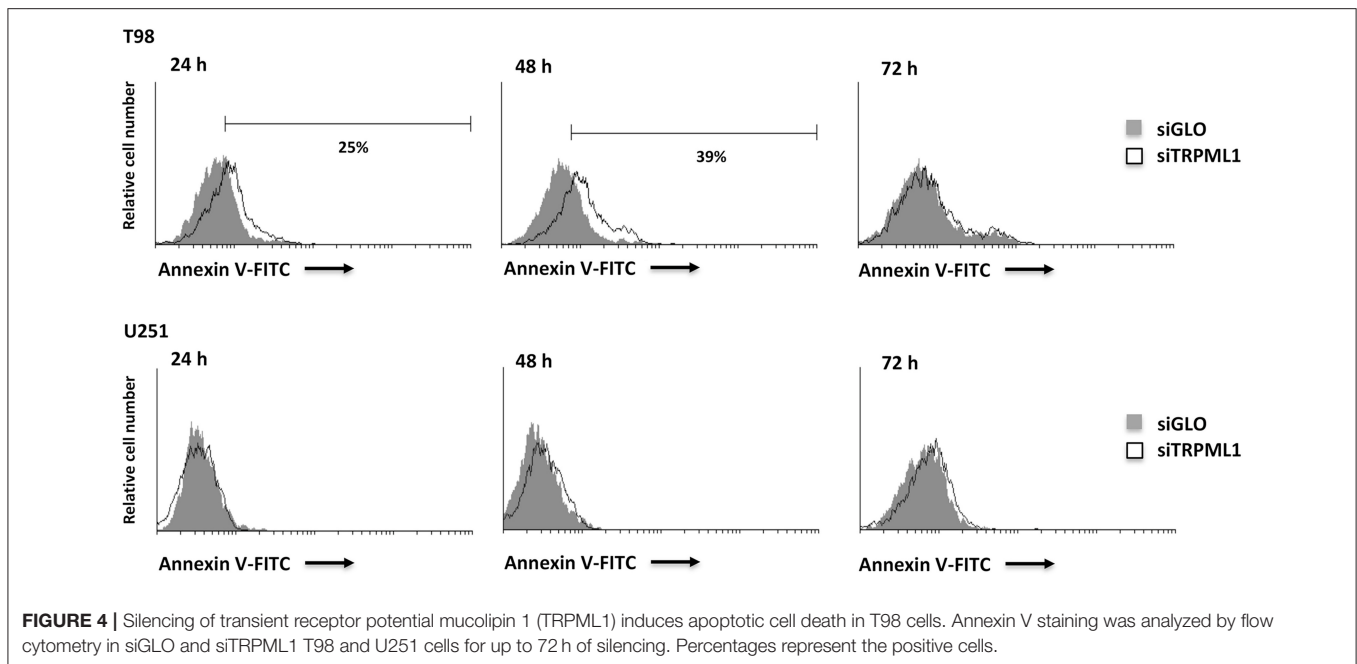 T98
24 h
48 h
72 h
Relative cell number
25%
39%
siGLO
siTRPML1
Annexin V-FITC
Annexin V-FITC
Annexin V-FITC
U251
24 h
48 h
72 h
Relative cell number
siGLO
siTRPML1
Annexin V-FITC
Annexin V-FITC
Annexin V-FITC
FIGURE 4 | Silencing of transient receptor potential mucolipin 1 (TRPML1) induces apoptotic cell death in T98 cells. Annexin V staining was analyzed by flow
cytometry in siGLO and siTRPML1 T98 and U251 cells for up to 72 h of silencing. Percentages represent the positive cells.